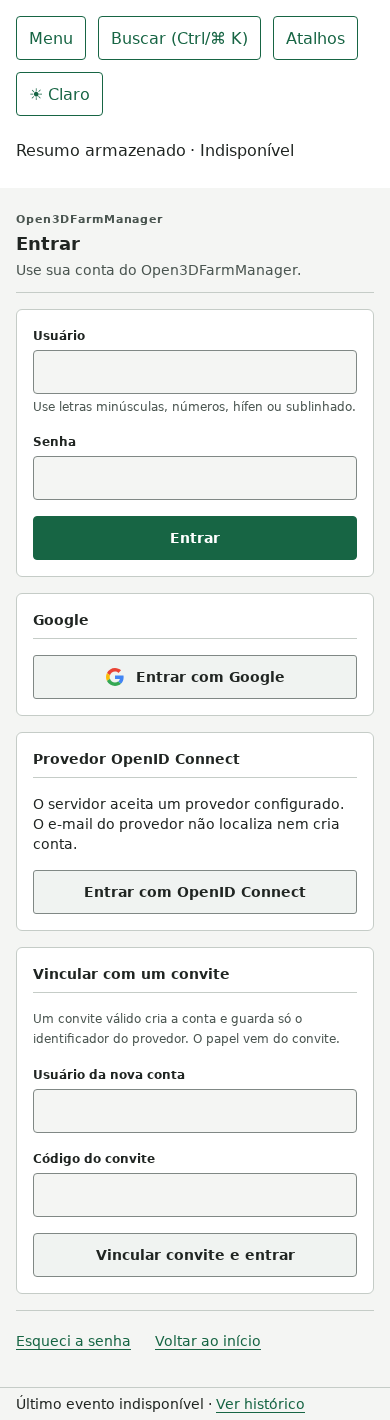 Menu
Buscar (Ctrl/⌘ K)
Atalhos
☀ Claro
Resumo armazenado · Indisponível
Open3DFarmManager
Entrar
Use sua conta do Open3DFarmManager.
Usuário
Use letras minúsculas, números, hífen ou sublinhado.
Senha
Entrar
Google
Entrar com Google
Provedor OpenID Connect
O servidor aceita um provedor configurado.
O e-mail do provedor não localiza nem cria
conta.
Entrar com OpenID Connect
Vincular com um convite
Um convite válido cria a conta e guarda só o
identificador do provedor. O papel vem do convite.
Usuário da nova conta
Código do convite
Vincular convite e entrar
Esqueci a senha
Voltar ao início
Último evento indisponível · Ver histórico